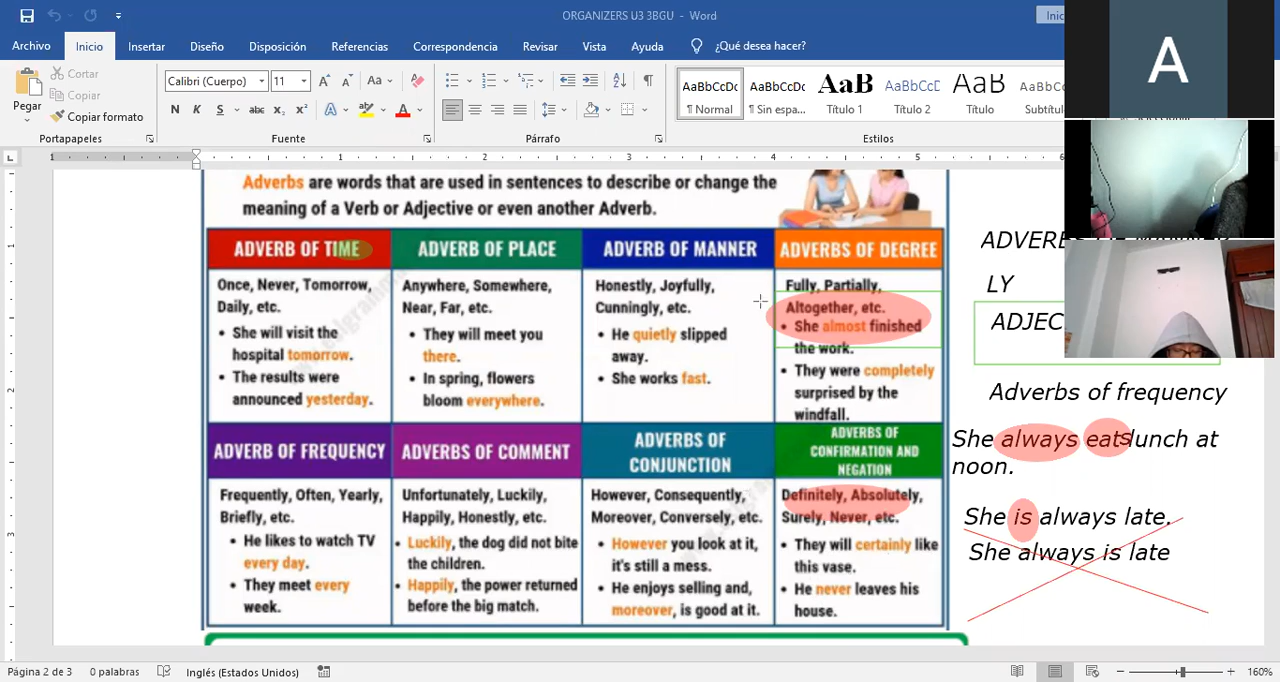 ORGANIZERS U3 3BGU - Word
Inic
Archivo Inicio Insertar Diseño Disposición Referencias Correspondencia Revisar Vista Ayuda ¿Qué desea hacer?
A
Pegar
Cortar
Copiar
Copiar formato
Portapapeles
Calibri (Cuerpo) 11
N K S abc x₂ x² A A
Fuente
Párrafo
AaBbCcDc AaBbCcDc AaB AaBbCcD AaB AaBbCc
¶ Normal ¶ Sin espa... Título 1 Título 2 Título Subtítul
Estilos
1 1 2 3 4 5 6
Adverbs are words that are used in sentences to describe or change the
meaning of a Verb or Adjective or even another Adverb.
ADVERB OF TIME
Once, Never, Tomorrow,
Daily, etc.
• She will visit the
hospital tomorrow.
• The results were
announced yesterday.
ADVERB OF PLACE
Anywhere, Somewhere,
Near, Far, etc.
• They will meet you
there.
• In spring, flowers
bloom everywhere.
ADVERB OF MANNER
Honestly, Joyfully,
Cunningly, etc.
• He quietly slipped
away.
• She works fast.
ADVERBS OF DEGREE
Fully, Partially,
Altogether, etc.
• She almost finished
the work.
• They were completely
surprised by the
windfall.
ADVERB OF FREQUENCY
Frequently, Often, Yearly,
Briefly, etc.
• He likes to watch TV
every day.
• They meet every
week.
ADVERBS OF COMMENT
Unfortunately, Luckily,
Happily, Honestly, etc.
• Luckily, the dog did not bite
the children.
• Happily, the power returned
before the big match.
ADVERBS OF
CONJUNCTION
However, Consequently,
Moreover, Conversely, etc.
• However you look at it,
it's still a mess.
• He enjoys selling and,
moreover, is good at it.
ADVERBS OF
CONFIRMATION AND
NEGATION
Definitely, Absolutely,
Surely, Never, etc.
• They will certainly like
this vase.
• He never leaves his
house.
LY
ADJEC
Adverbs of frequency
She always eats lunch at
noon.
She is always late.
She always is late
Página 2 de 3 0 palabras Inglés (Estados Unidos) 160%